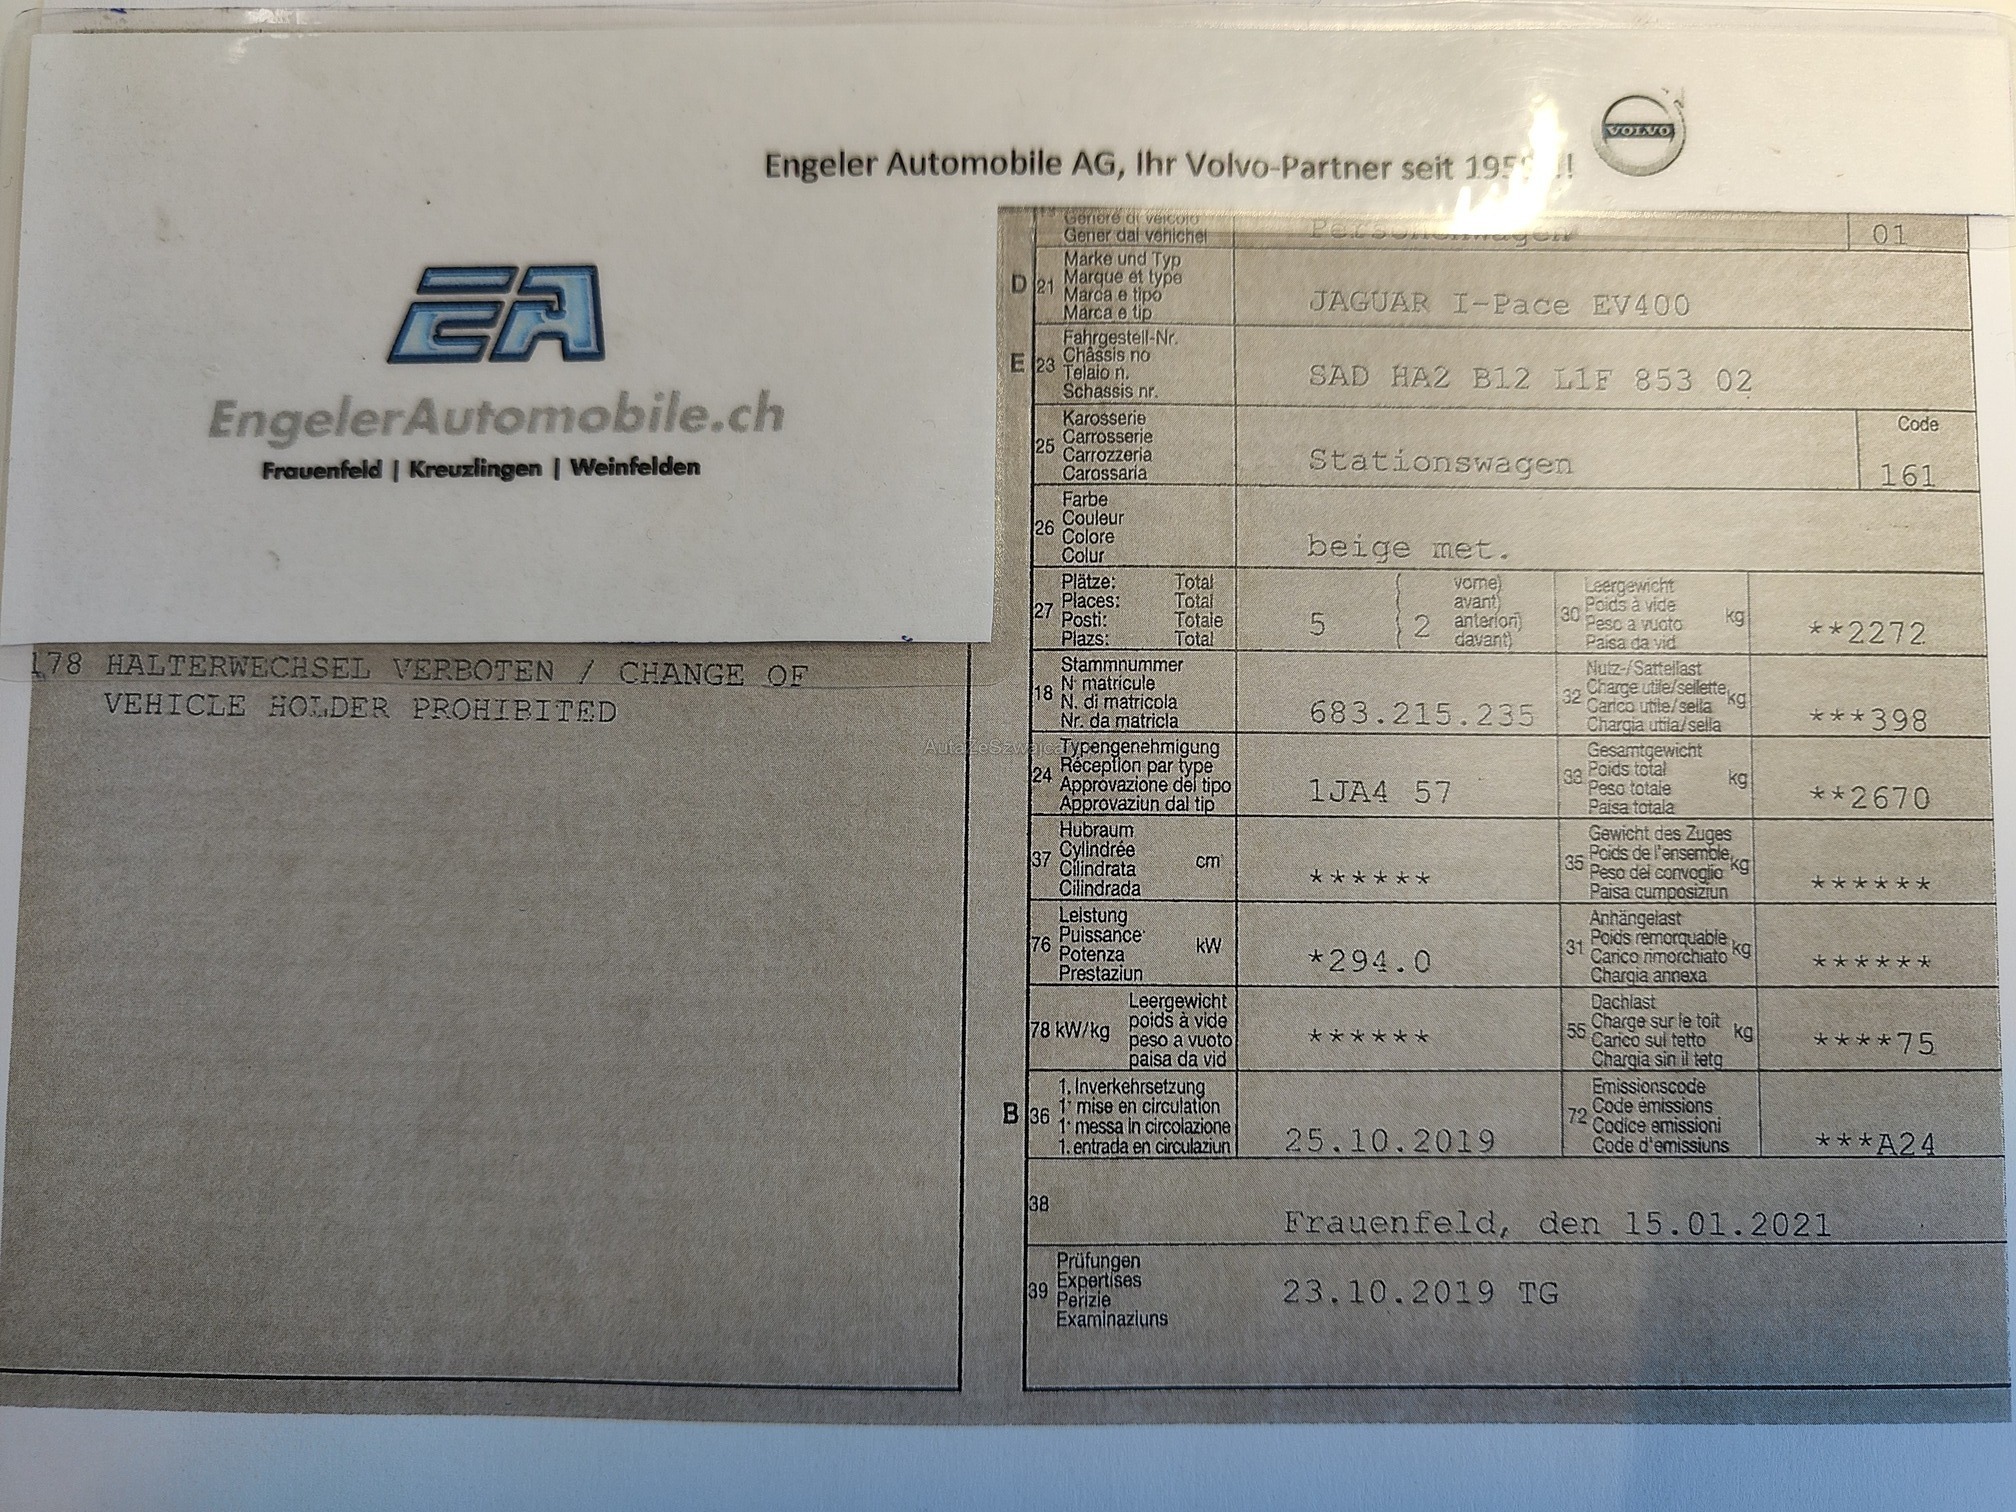 VOLVO
Engeler Automobile AG, Ihr Volvo-Partner seit
EA
EngelerAutomobile.ch
Frauenfeld | Kreuzlingen | Weinfelden
178 HALTERWECHSEL VERBOTEN / CHANGE OF
VEHICLE HOLDER PROHIBITED
AutaZeSzwajcar
Genere di veicolo
Gener dal vehichel
Personenwagen 01
D 21 Marke und Typ
Marque et type
Marca e tipo
Marca e tip
JAGUAR I-Pace EV400
E 23 Fahrgestell-Nr.
Châssis no
Telaio n.
Schassis nr.
SAD HA2 B12 L1F 853 02
25 Karosserie
Carrosserie
Carrozzeria
Carossaria
Stationswagen
Code
161
26 Farbe
Couleur
Colore
Colur
beige met.
27 Plätze: Total
Places: Total
Posti: Totale
Plazs: Total
5 ( 2
vorne)
avant)
anteriori)
davant)
30 Leergewicht
Poids à vide
Peso a vuoto
Paisa da vid
kg
**2272
18 Stammnummer
N° matricule
N. di matricola
Nr. da matricla
683.215.235
32 Nutz-/Sattellast
Charge utile/sellette
Carico utile/sella
Chargia utila/sella
kg
***398
24 Typengenehmigung
Réception par type
Approvazione del tipo
Approvaziun dal tip
1JA4 57
33 Gesamtgewicht
Poids total
Peso totale
Paisa totala
kg
**2670
37 Hubraum
Cylindrée
Cilindrata
Cilindrada
cm³
******
35 Gewicht des Zuges
Poids de l'ensemble
Peso del convoglio
Paisa cumposiziun
kg
******
76 Leistung
Puissance
Potenza
Prestaziun
kW
*294.0
31 Anhängelast
Poids remorquable
Carico rimorchiato
Chargia annexa
kg
******
78 kW/kg
Leergewicht
poids à vide
peso a vuoto
paisa da vid
******
55 Dachlast
Charge sur le toit
Carico sul tetto
Chargia sin il tetg
kg
****75
B 36 1. Inverkehrsetzung
1° mise en circulation
1° messa in circolazione
1. entrada en circulaziun
25.10.2019
72 Emissionscode
Code émissions
Codice emissioni
Code d'emissiuns
***A24
38
Frauenfeld, den 15.01.2021
39 Prüfungen
Expertises
Perizie
Examinaziuns
23.10.2019 TG